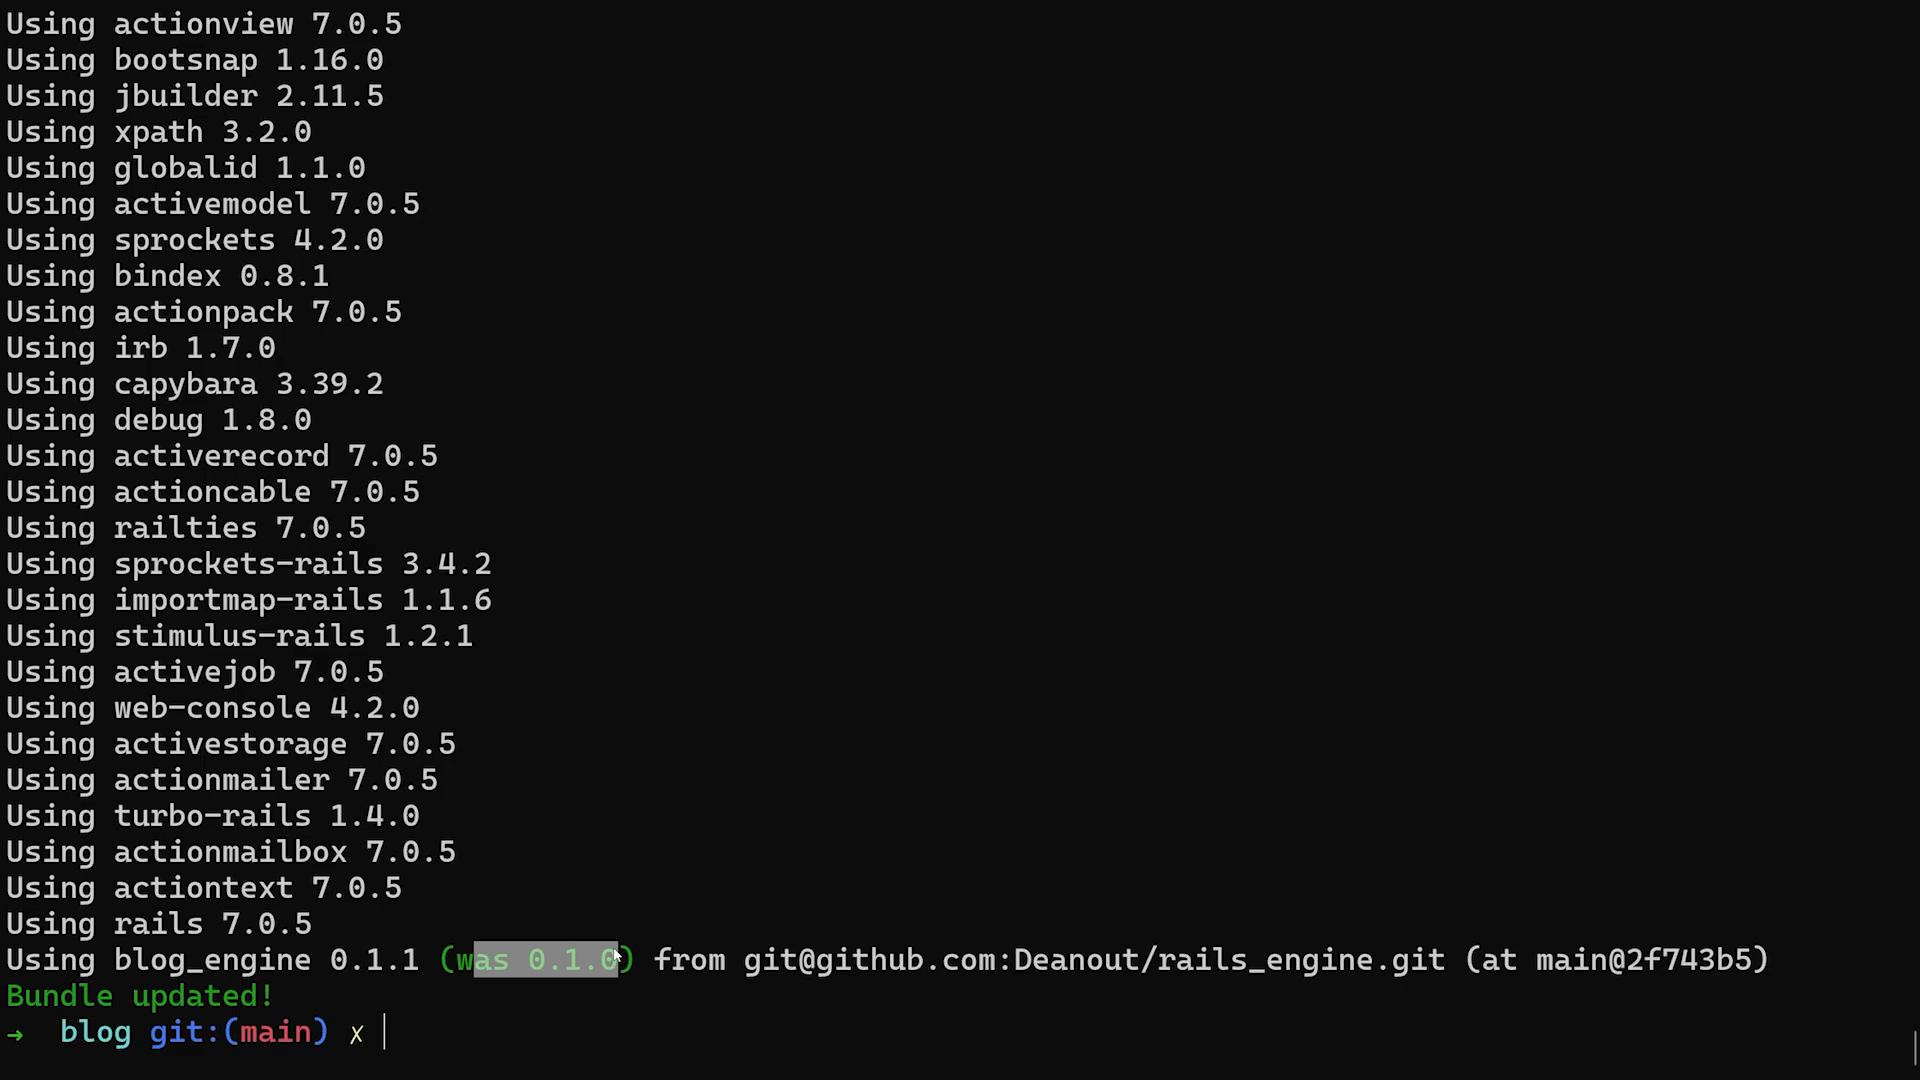 Using actionview 7.0.5
Using bootsnap 1.16.0
Using jbuilder 2.11.5
Using xpath 3.2.0
Using globalid 1.1.0
Using activemodel 7.0.5
Using sprockets 4.2.0
Using bindex 0.8.1
Using actionpack 7.0.5
Using irb 1.7.0
Using capybara 3.39.2
Using debug 1.8.0
Using activerecord 7.0.5
Using actioncable 7.0.5
Using railties 7.0.5
Using sprockets-rails 3.4.2
Using importmap-rails 1.1.6
Using stimulus-rails 1.2.1
Using activejob 7.0.5
Using web-console 4.2.0
Using activestorage 7.0.5
Using actionmailer 7.0.5
Using turbo-rails 1.4.0
Using actionmailbox 7.0.5
Using actiontext 7.0.5
Using rails 7.0.5
Using blog_engine 0.1.1 (was 0.1.0) from git@github.com:Deanout/rails_engine.git (at main@2f743b5)
Bundle updated!
→ blog git:(main) ✗